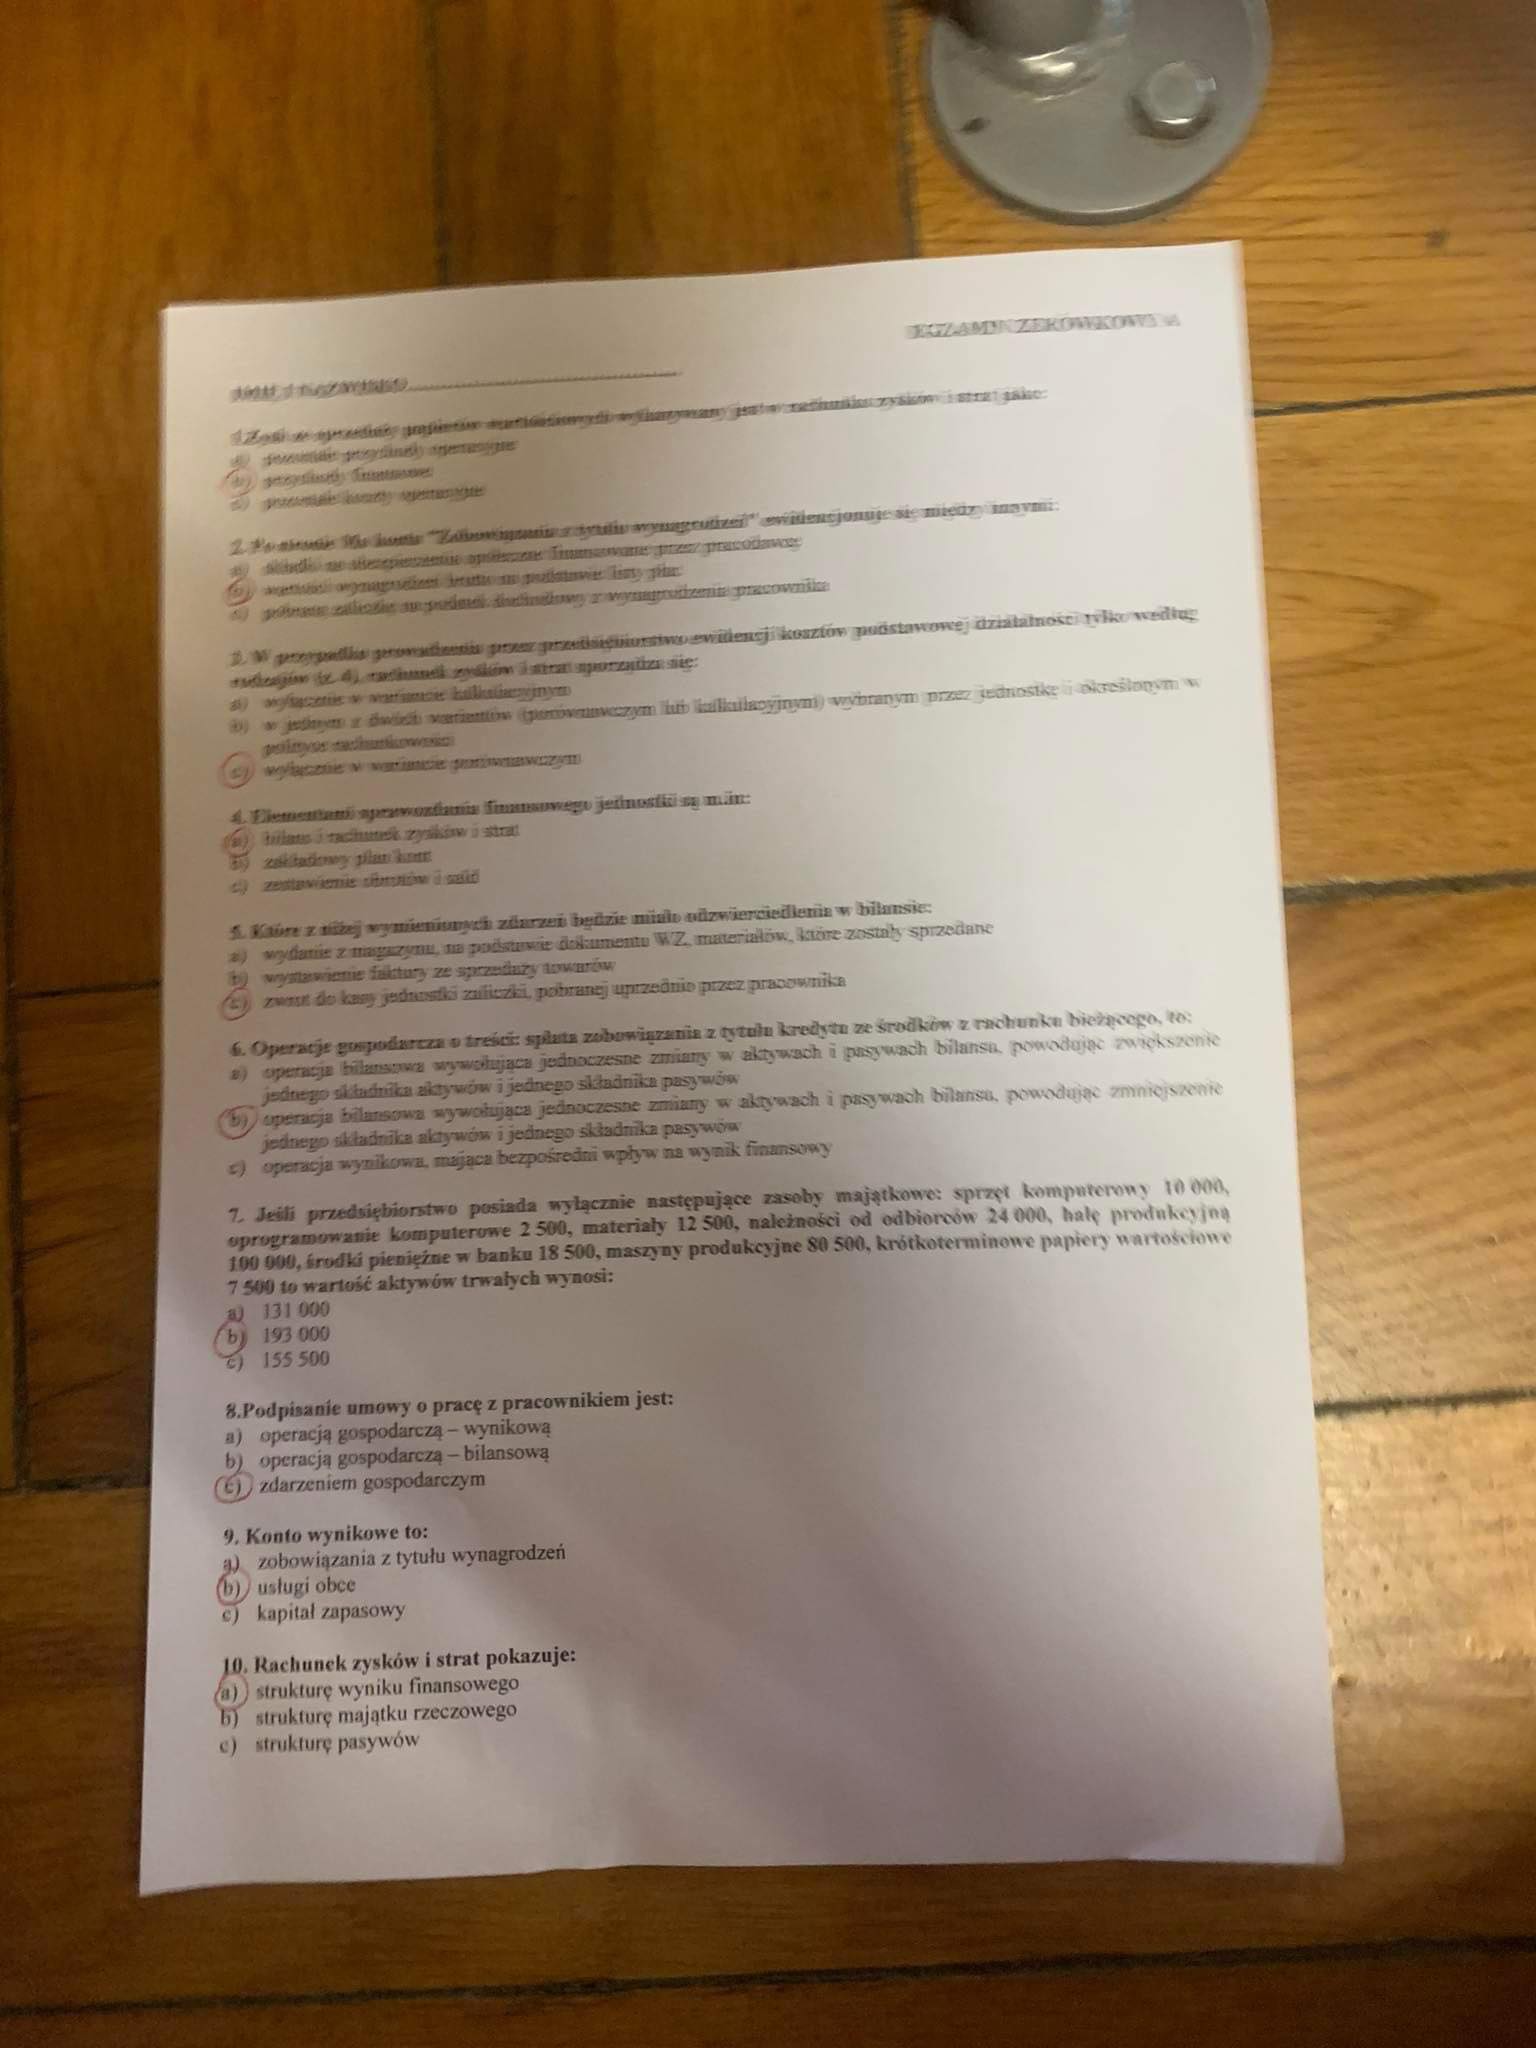 EGZAMIN ZERÓWKOWY A
IMIĘ I NAZWISKO
1.Zysk ze sprzedaży papierów wartościowych wykazywany jest w rachunku zysków i strat jako:
a) pozostałe przychody operacyjne
b) przychody finansowe
c) pozostałe koszty operacyjne
2. Po stronie Ma konta "Zobowiązania z tytułu wynagrodzeń" ewidencjonuje się między innymi:
a) składki na ubezpieczenia społeczne finansowane przez pracodawcę
b) wartość wynagrodzeń brutto na podstawie listy płac
c) pobraną zaliczkę na podatek dochodowy z wynagrodzenia pracownika
3. W przypadku prowadzenia przez przedsiębiorstwo ewidencji kosztów podstawowej działalności tylko według
rodzajów (z. 4), rachunek zysków i strat sporządza się:
a) wyłącznie w wariancie kalkulacyjnym
b) w jednym z dwóch wariantów (porównawczym lub kalkulacyjnym) wybranym przez jednostkę i określonym w
polityce rachunkowości
c) wyłącznie w wariancie porównawczym
4. Elementami sprawozdania finansowego jednostki są m.in:
a) bilans i rachunek zysków i strat
b) zakładowy plan kont
c) zestawienie obrotów i sald
5. Które z niżej wymienionych zdarzeń będzie miało odzwierciedlenia w bilansie:
a) wydanie z magazynu, na podstawie dokumentu WZ, materiałów, które zostały sprzedane
b) wystawienie faktury ze sprzedaży towarów
c) zwrot do kasy jednostki zaliczki, pobranej uprzednio przez pracownika
6. Operacje gospodarcza o treści: spłata zobowiązania z tytułu kredytu ze środków z rachunku bieżącego, to:
a) operacja bilansowa wywołująca jednoczesne zmiany w aktywach i pasywach bilansu, powodując zwiększenie
jednego składnika aktywów i jednego składnika pasywów
b) operacja bilansowa wywołująca jednoczesne zmiany w aktywach i pasywach bilansu, powodując zmniejszenie
jednego składnika aktywów i jednego składnika pasywów
c) operacja wynikowa, mająca bezpośredni wpływ na wynik finansowy
7. Jeśli przedsiębiorstwo posiada wyłącznie następujące zasoby majątkowe: sprzęt komputerowy 10 000,
oprogramowanie komputerowe 2 500, materiały 12 500, należności od odbiorców 24 000, halę produkcyjną
100 000, środki pieniężne w banku 18 500, maszyny produkcyjne 80 500, krótkoterminowe papiery wartościowe
7 500 to wartość aktywów trwałych wynosi:
a) 131 000
b) 193 000
c) 155 500
8.Podpisanie umowy o pracę z pracownikiem jest:
a) operacją gospodarczą – wynikową
b) operacją gospodarczą – bilansową
c) zdarzeniem gospodarczym
9. Konto wynikowe to:
a) zobowiązania z tytułu wynagrodzeń
b) usługi obce
c) kapitał zapasowy
10. Rachunek zysków i strat pokazuje:
a) strukturę wyniku finansowego
b) strukturę majątku rzeczowego
c) strukturę pasywów